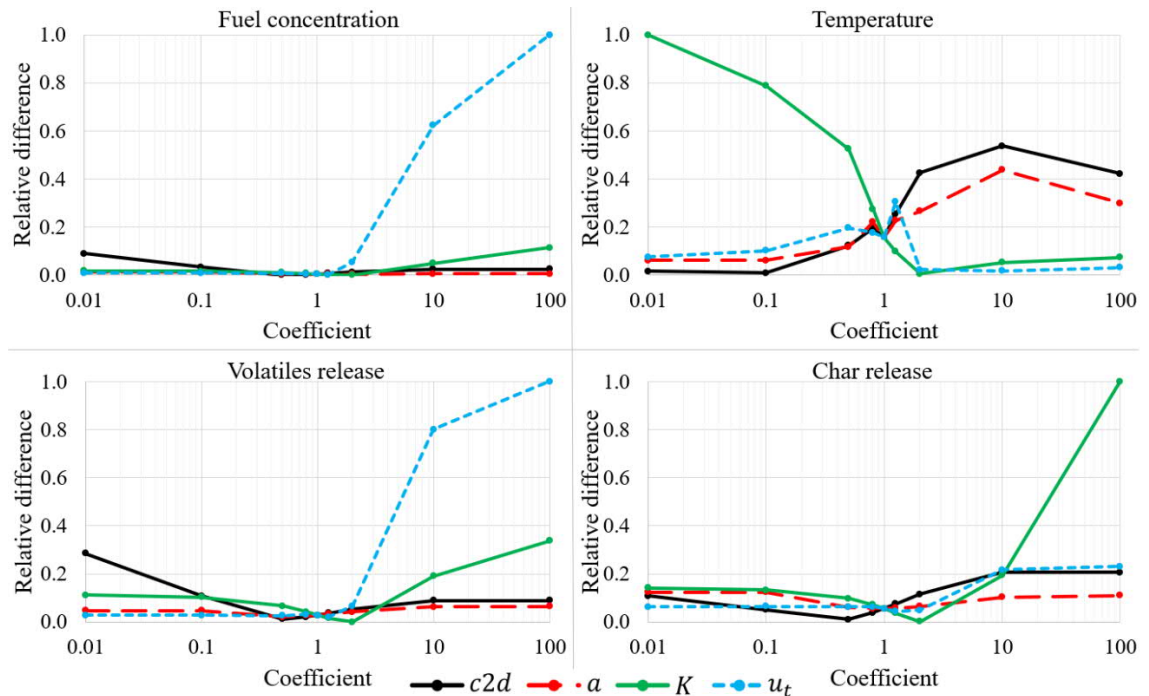 Fuel concentration
1.0
0.8
0.6
0.4
0.2
0.0
Relative difference
0.01 0.1 1 10 100
Coefficient
Temperature
1.0
0.8
0.6
0.4
0.2
0.0
Relative difference
0.01 0.1 1 10 100
Coefficient
Volatiles release
1.0
0.8
0.6
0.4
0.2
0.0
Relative difference
0.01 0.1 1 10 100
Coefficient
Char release
1.0
0.8
0.6
0.4
0.2
0.0
Relative difference
0.01 0.1 1 10 100
Coefficient
c2d a K u_t